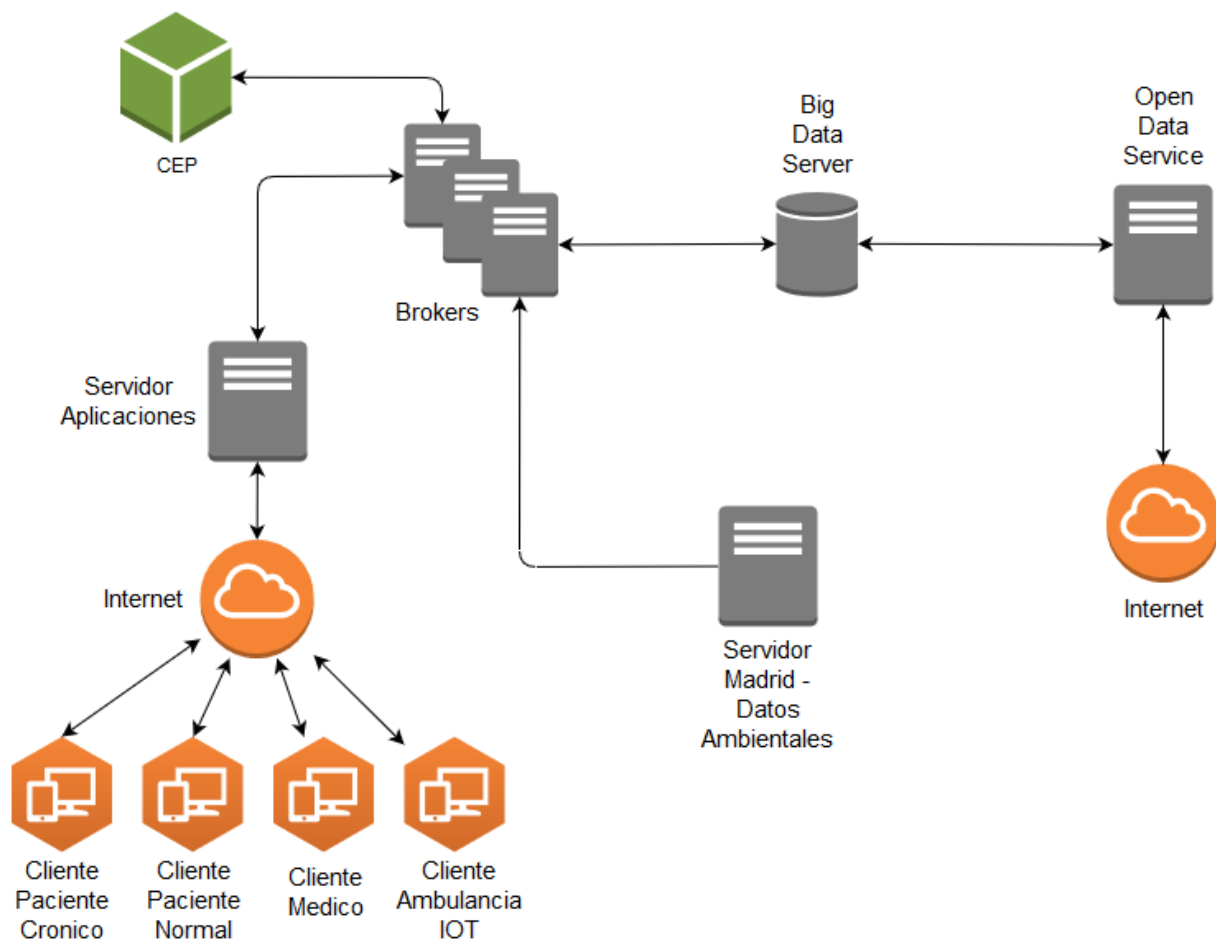 CEP
Big
Data
Server
Open
Data
Service
Brokers
Servidor
Aplicaciones
Internet
Servidor
Madrid -
Datos
Ambientales
Internet
Cliente
Paciente
Cronico
Cliente
Paciente
Normal
Cliente
Medico
Cliente
Ambulancia
IOT